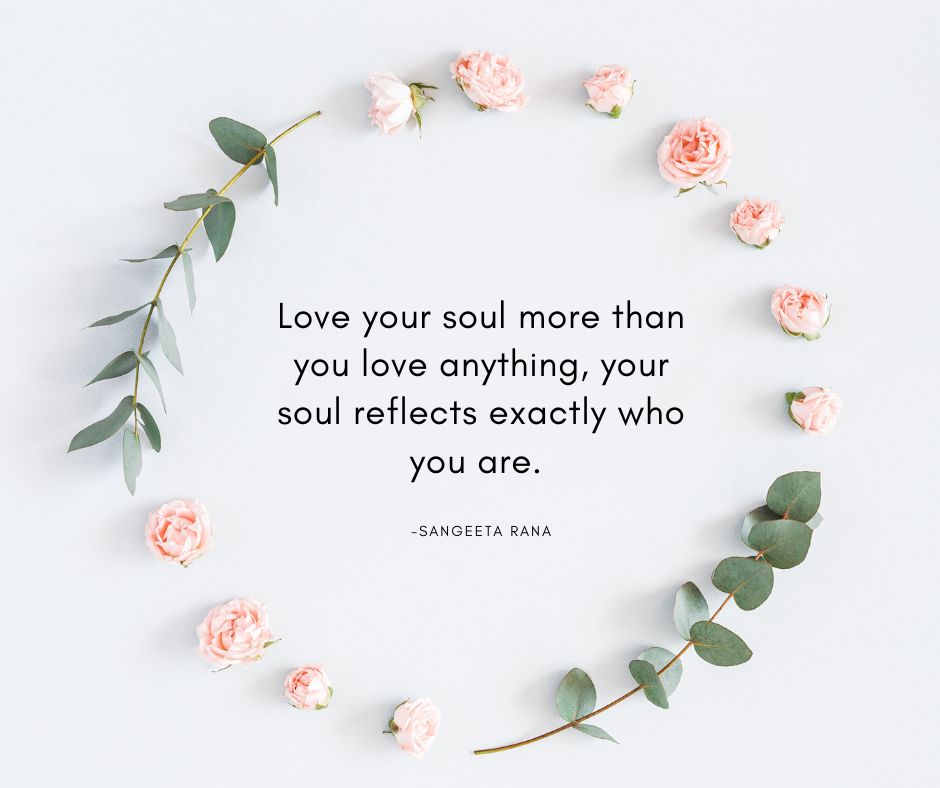 Love your soul more than
you love anything, your
soul reflects exactly who
you are.
-SANGEETA RANA